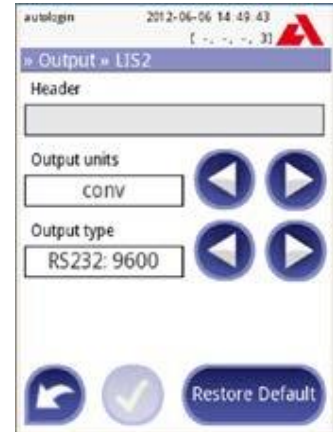 autologin 2012-06-06 14:49:43
[ -, -, -, 3]
» Output » LIS2
Header
Output units
conv
Output type
RS232: 9600
Restore Default